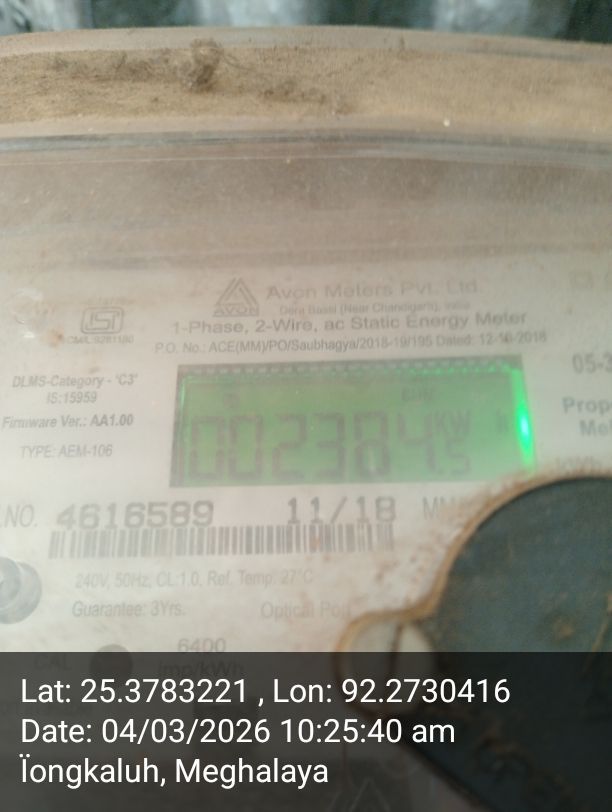 AVON
Avon Meters Pvt. Ltd.
Dera Bassi (Near Chandigarh), India
1-Phase, 2-Wire, ac Static Energy Meter
P.O. No.: ACE(MM)/PO/Saubhagya/2018-19/195 Dated: 12-10-2018
ISI
DLMS-Category - 'C3'
IS:15959
Firmware Ver.: AA1.00
TYPE: AEM-106
002384.5 KW h
NO. 4616589 11/18
240V, 50Hz, CL:1.0, Ref. Temp. 27°C
Guarantee: 3Yrs. Optical Port
CAL 6400
imp/kWh
Lat: 25.3783221 , Lon: 92.2730416
Date: 04/03/2026 10:25:40 am
Ïongkaluh, Meghalaya